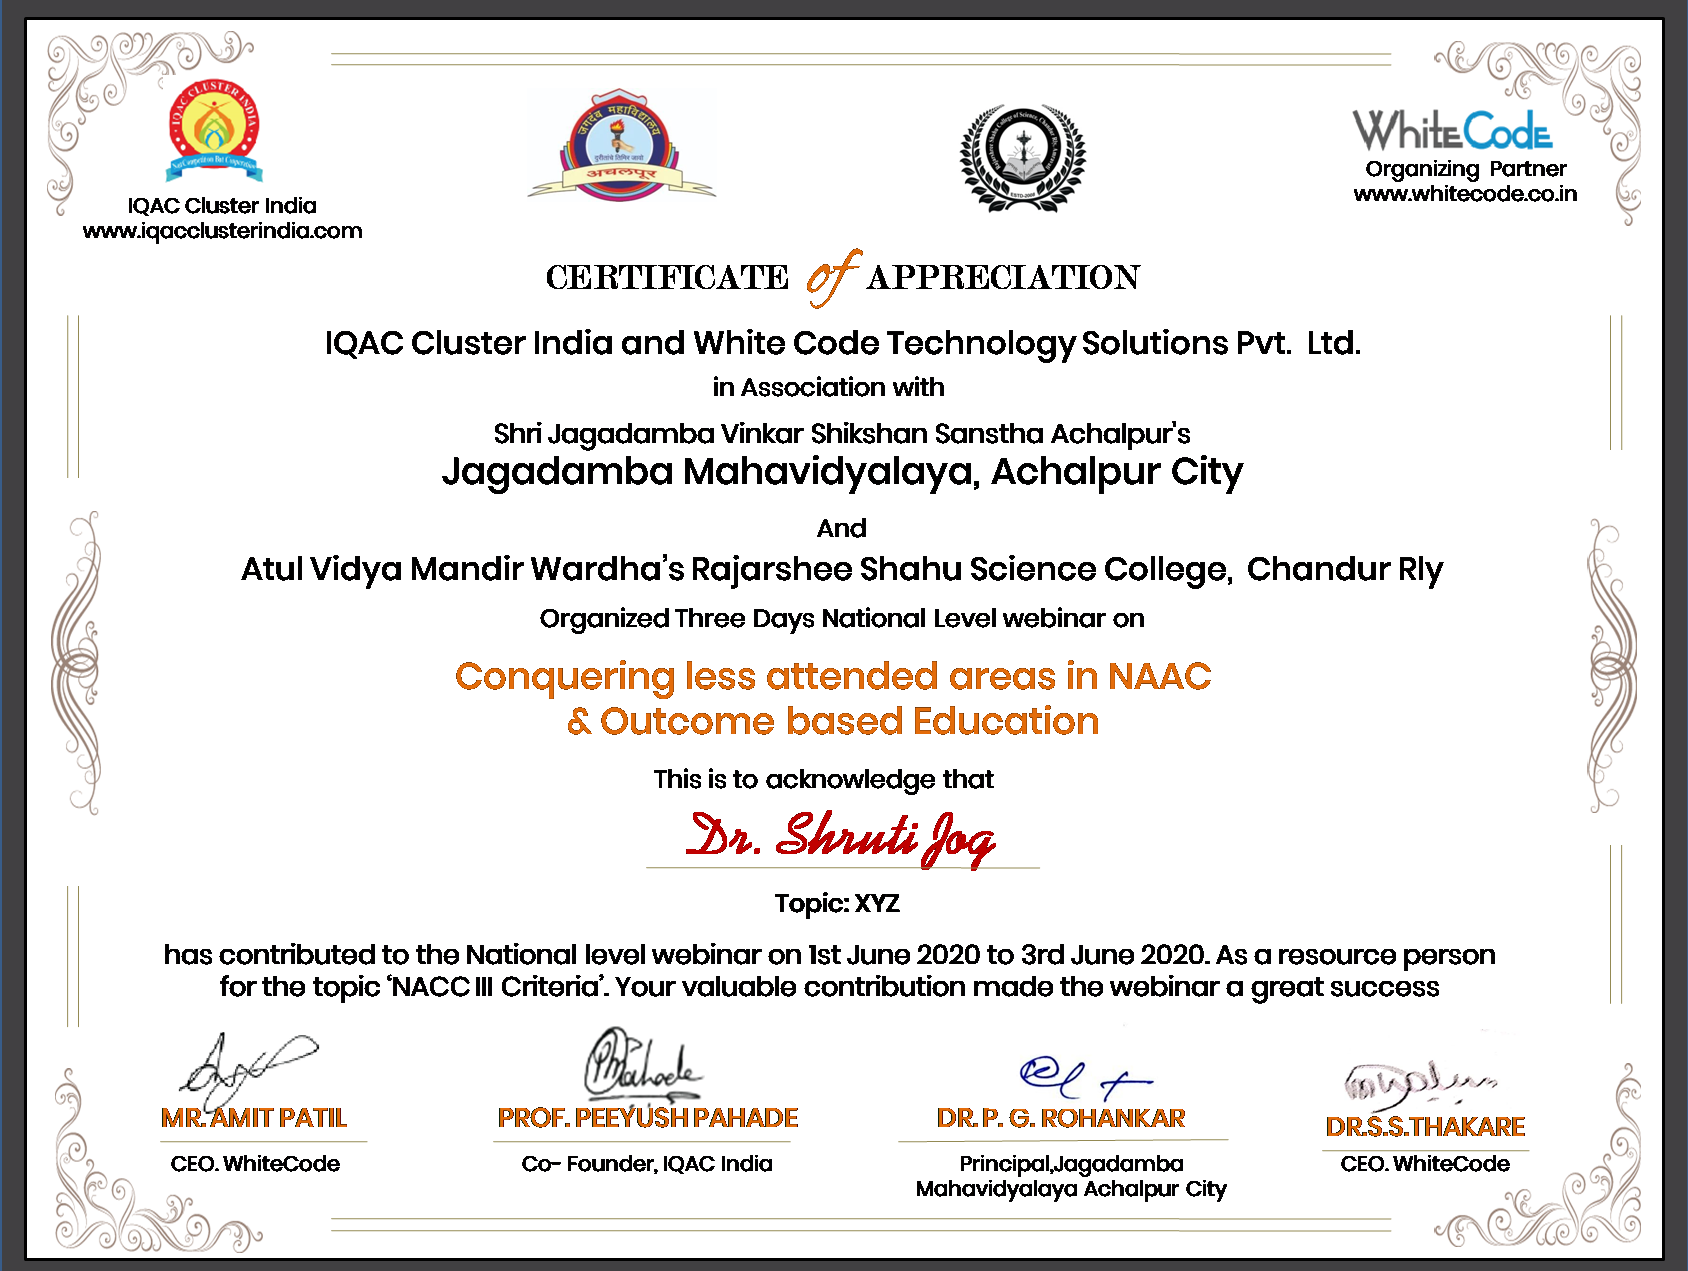 IQAC CLUSTER INDIA
Not Competition But Cooperation
IQAC Cluster India
www.iqacclusterindia.com
जगदंब महाविद्यालय
अचलपूर
ESTD-2008
WhiteCode
Organizing Partner
www.whitecode.co.in
CERTIFICATE of APPRECIATION
IQAC Cluster India and White Code Technology Solutions Pvt. Ltd.
in Association with
Shri Jagadamba Vinkar Shikshan Sanstha Achalpur's
Jagadamba Mahavidyalaya, Achalpur City
And
Atul Vidya Mandir Wardha’s Rajarshee Shahu Science College, Chandur Rly
Organized Three Days National Level webinar on
Conquering less attended areas in NAAC
& Outcome based Education
This is to acknowledge that
Dr. Shruti Jog
Topic: XYZ
has contributed to the National level webinar on 1st June 2020 to 3rd June 2020. As a resource person
for the topic ‘NACC III Criteria’. Your valuable contribution made the webinar a great success
MR. AMIT PATIL
CEO. WhiteCode
PROF. PEEYUSH PAHADE
Co- Founder, IQAC India
DR. P. G. ROHANKAR
Principal,Jagadamba
Mahavidyalaya Achalpur City
DR.S.S.THAKARE
CEO. WhiteCode